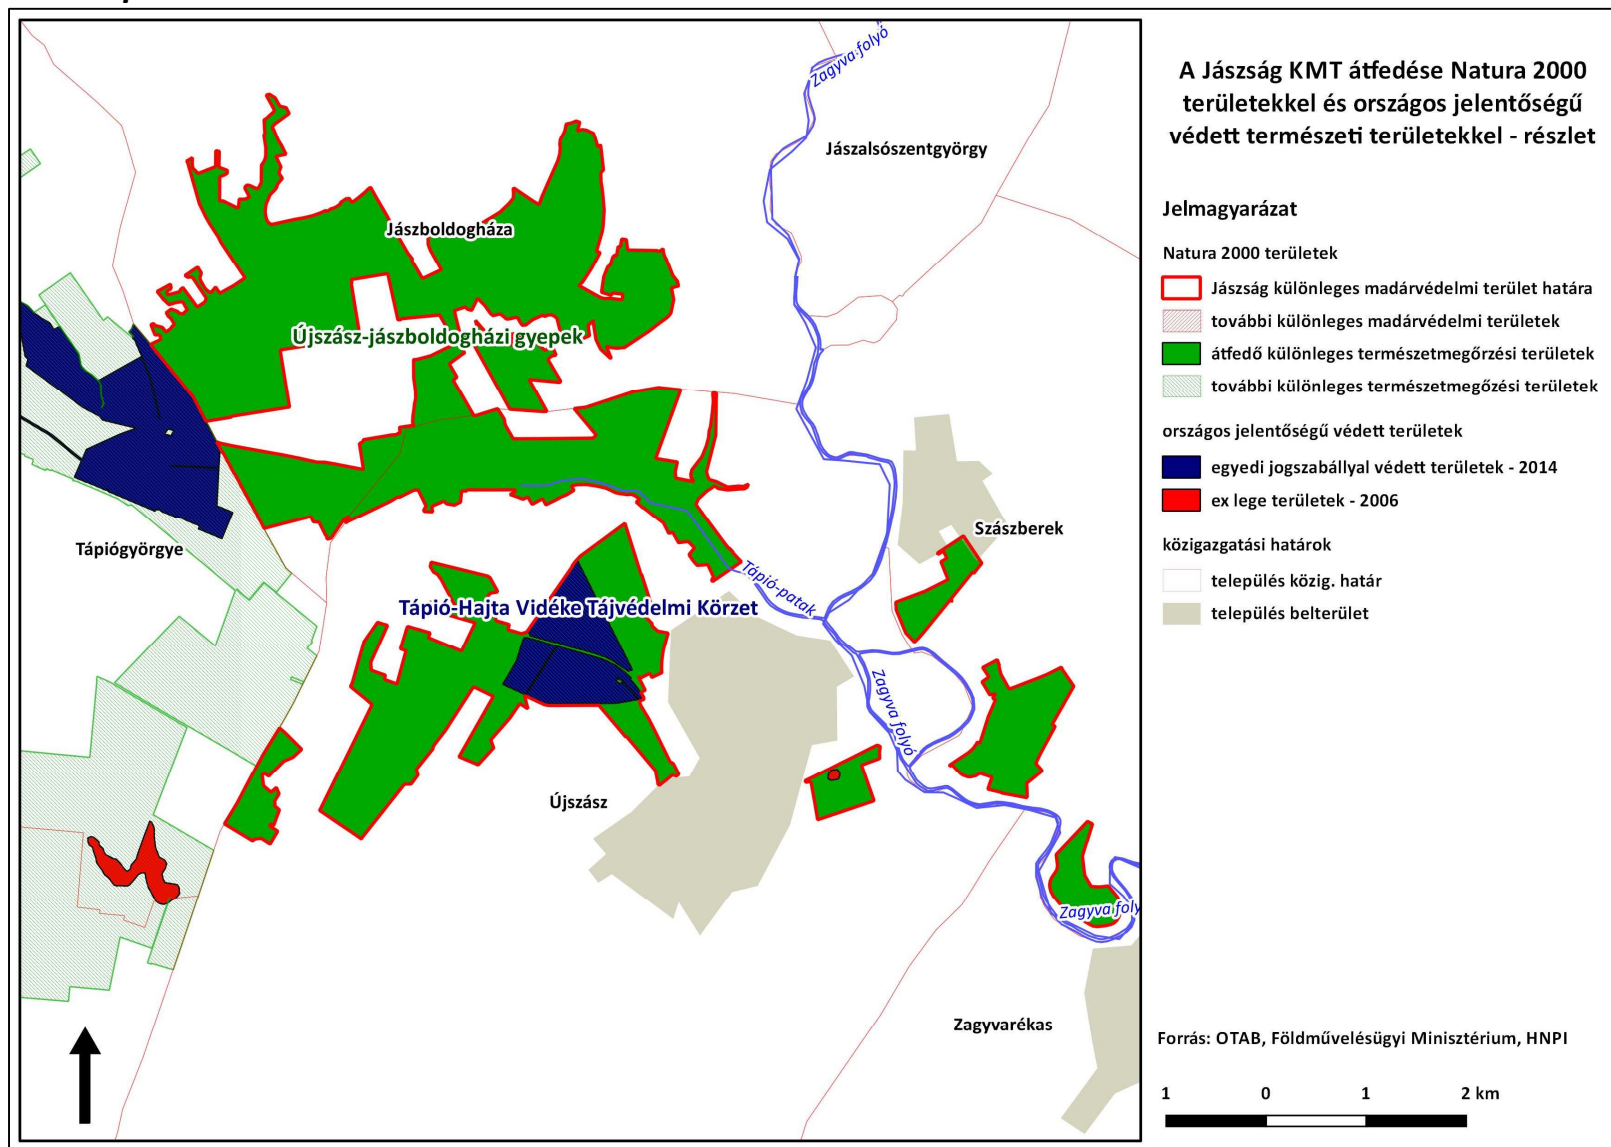 Zagyva folyó
Jászalsószentgyörgy
Jászboldogháza
Újszász-jászboldogházi gyepek
Tápiógyörgye
Szászberek
Tápió-patak
Tápió-Hajta Vidéke Tájvédelmi Körzet
Zagyva folyó
Újszász
Zagyva foly
Zagyvarékas
A Jászság KMT átfedése Natura 2000
területekkel és országos jelentőségű
védett természeti területekkel - részlet
Jelmagyarázat
Natura 2000 területek
Jászság különleges madárvédelmi terület határa
további különleges madárvédelmi területek
átfedő különleges természetmegőrzési területek
további különleges természetmegőzési területek
országos jelentőségű védett területek
egyedi jogszabállyal védett területek - 2014
ex lege területek - 2006
közigazgatási határok
település közig. határ
település belterület
Forrás: OTAB, Földművelésügyi Minisztérium, HNPI
1 0 1 2 km